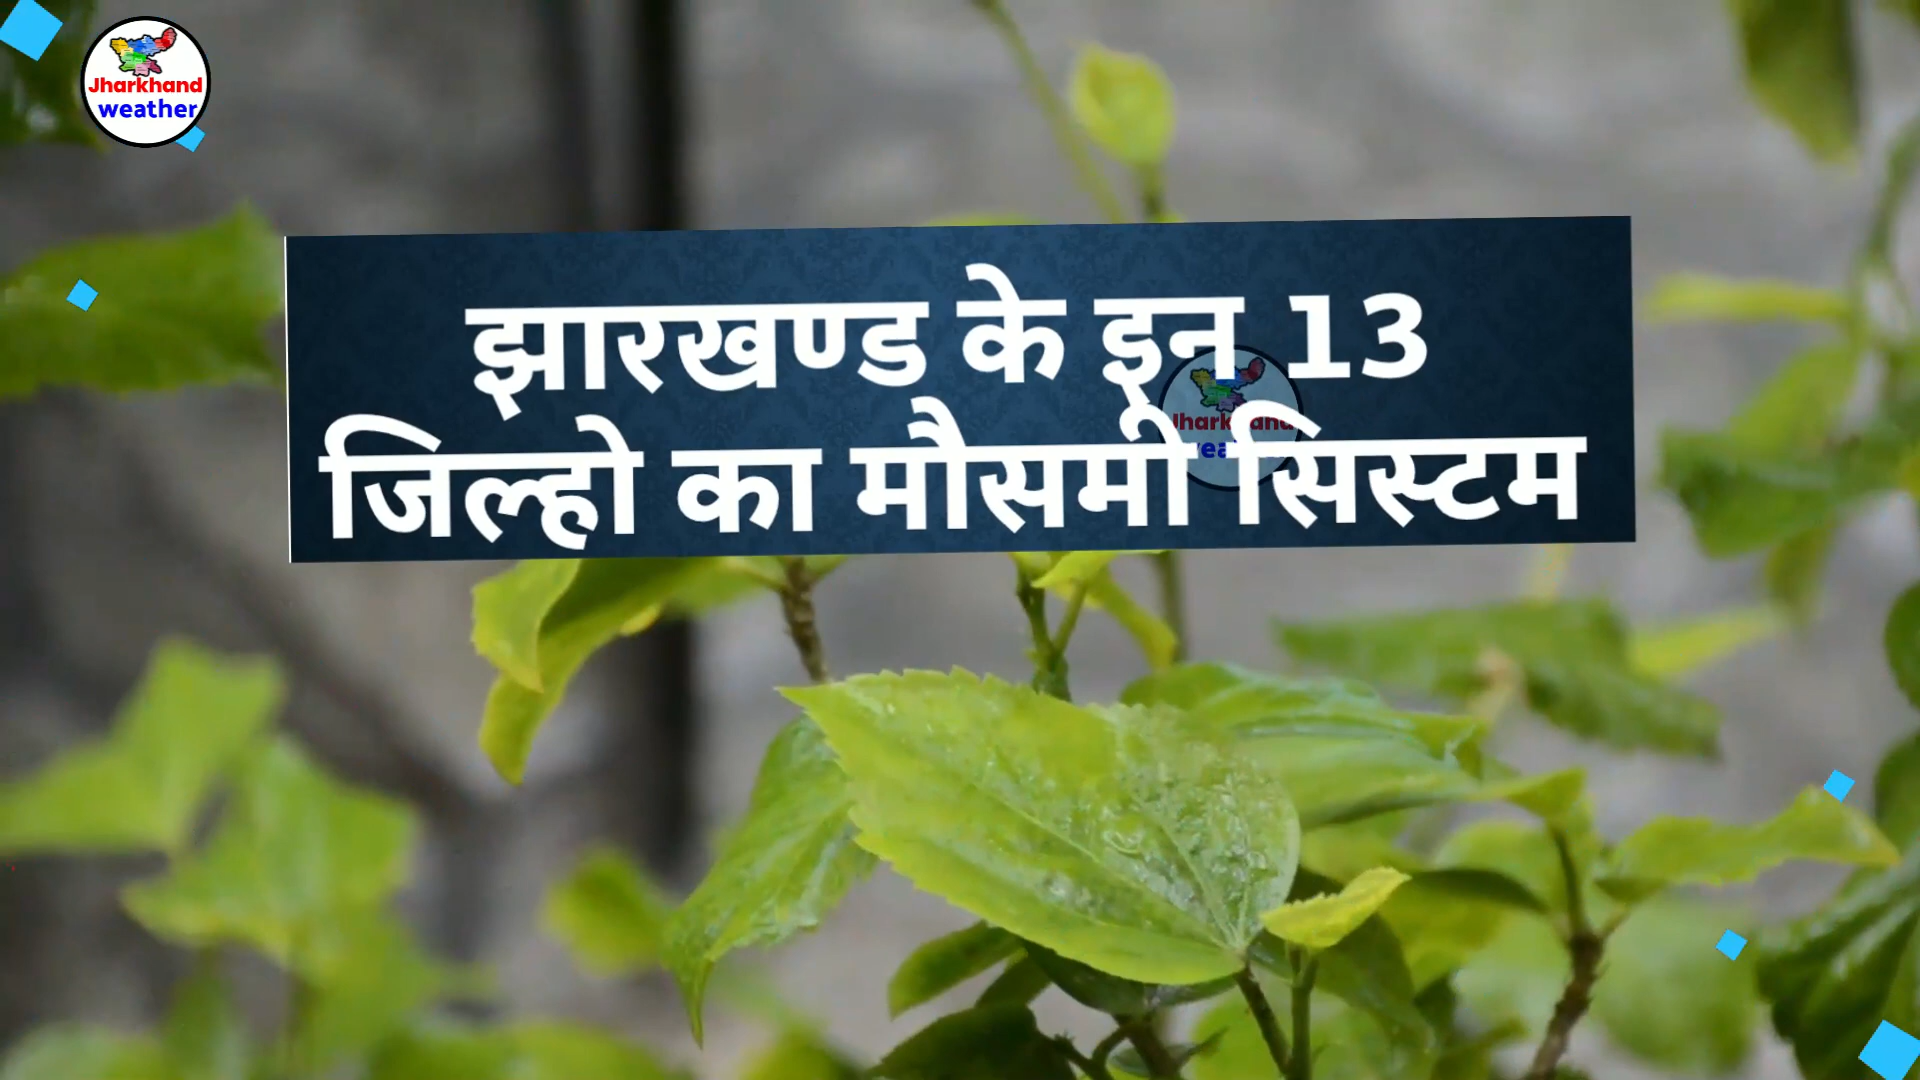 Jharkhand
weather
झारखण्ड के इन 13
जिल्हो का मौसमी सिस्टम